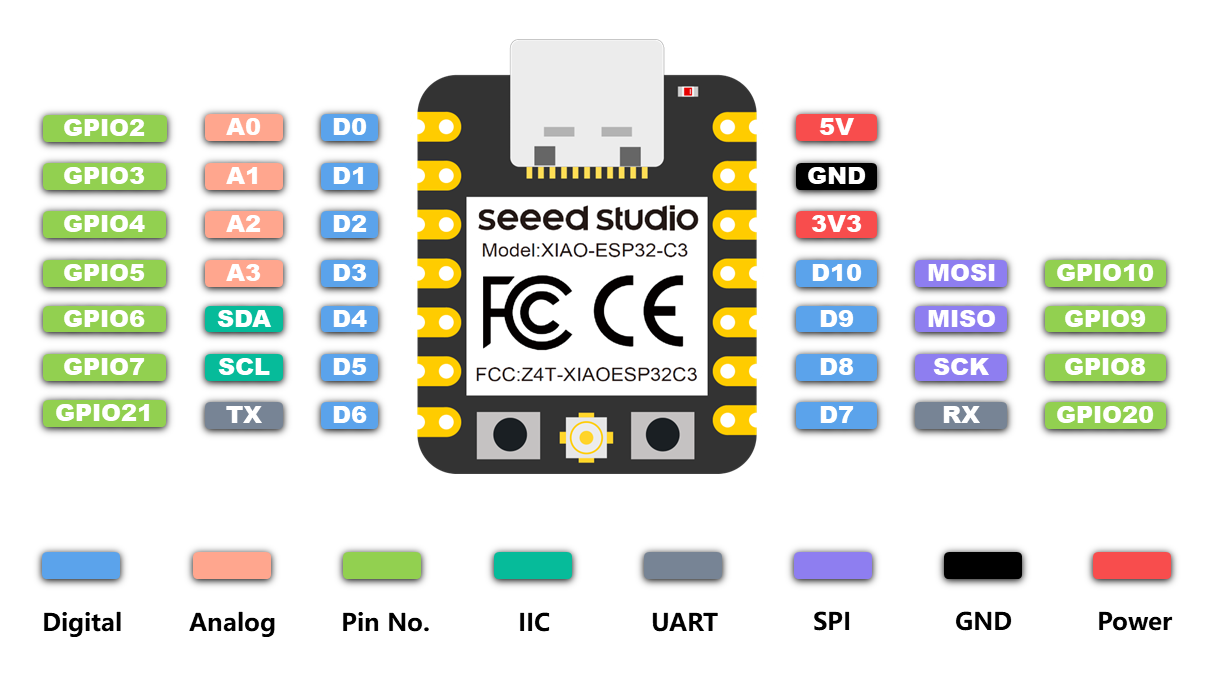 GPIO2 A0 D0 5V
GPIO3 A1 D1 GND
GPIO4 A2 D2 3V3
GPIO5 A3 D3 D10 MOSI GPIO10
GPIO6 SDA D4 D9 MISO GPIO9
GPIO7 SCL D5 D8 SCK GPIO8
GPIO21 TX D6 D7 RX GPIO20
seeed studio
Model:XIAO-ESP32-C3
FC CE
FCC:Z4T-XIAOESP32C3
Digital Analog Pin No. IIC UART SPI GND Power